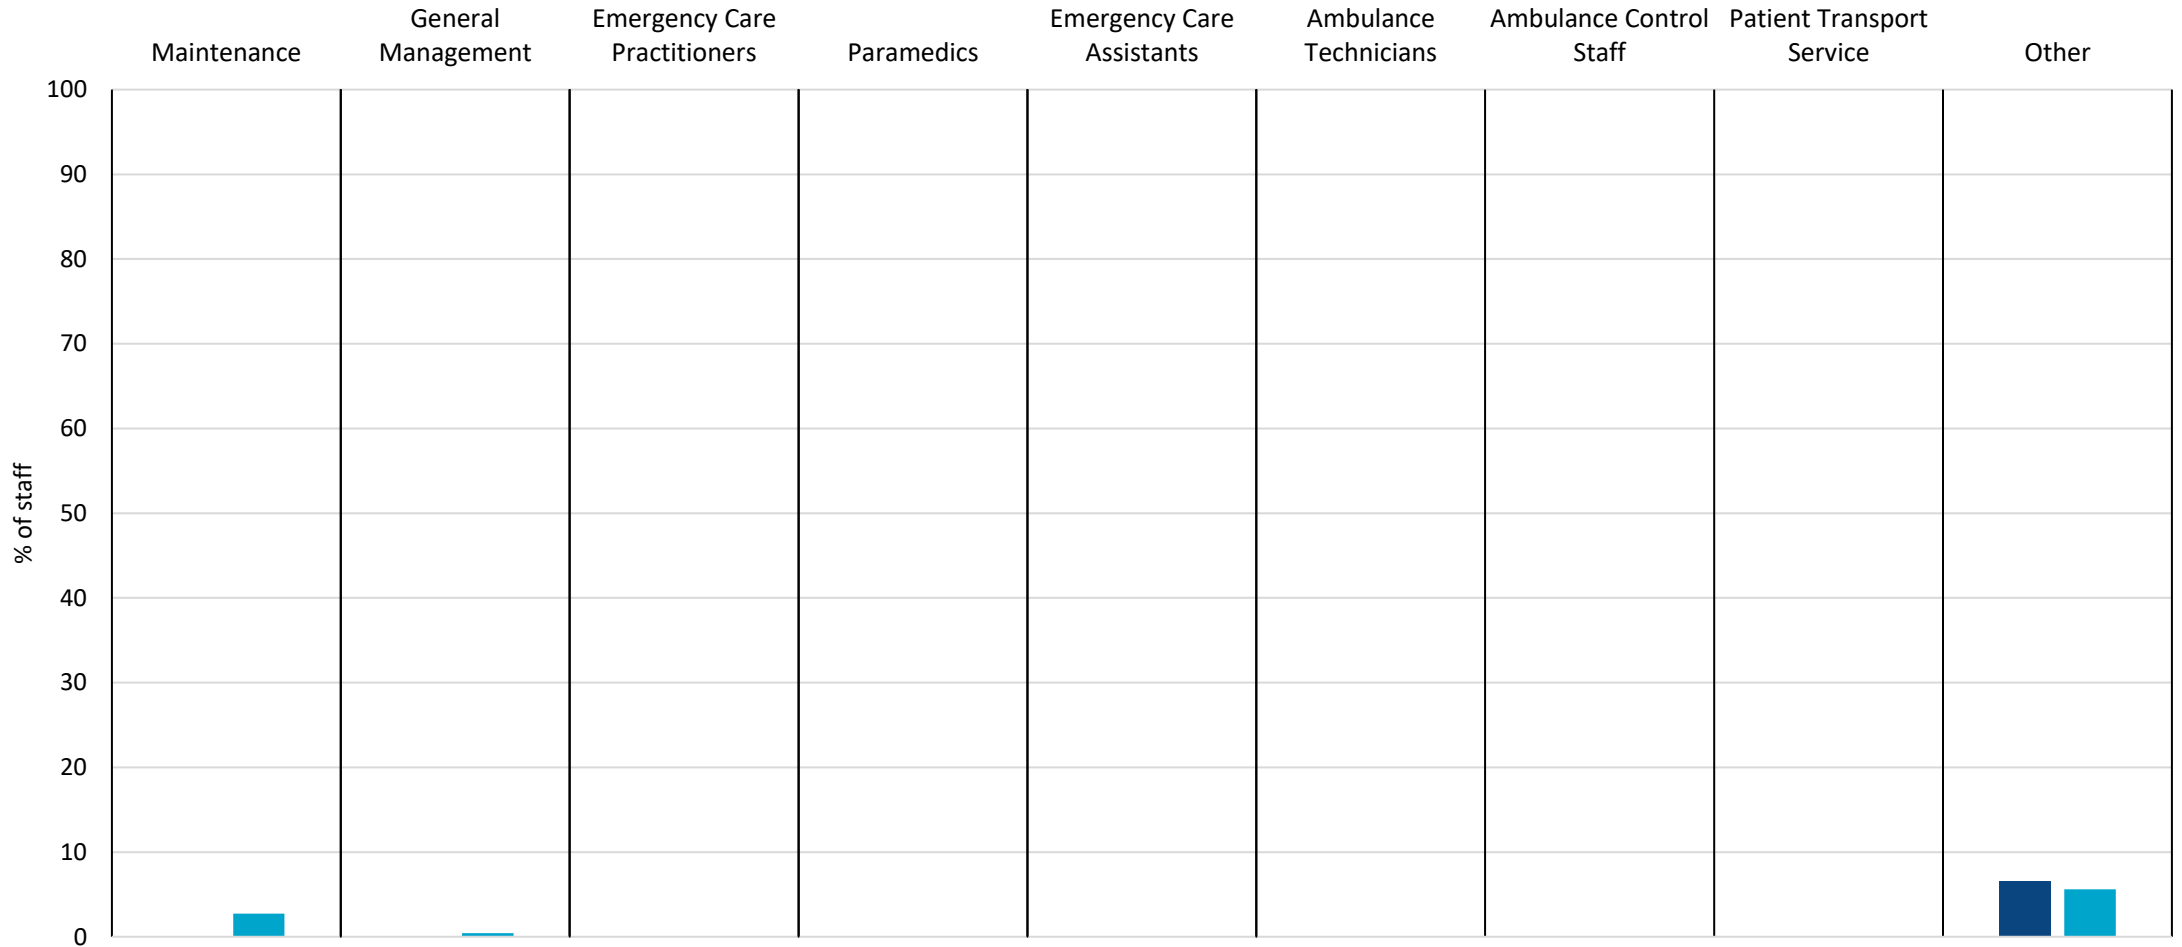 General
Emergency Care
Emergency Care
Ambulance
Ambulance Control
Patient Transport
Maintenance
Management
Practitioners
Paramedics
Assistants
Technicians
Staff
Service
Other
100
90
80
70
60
50
40
30
20
10
0
% of staff